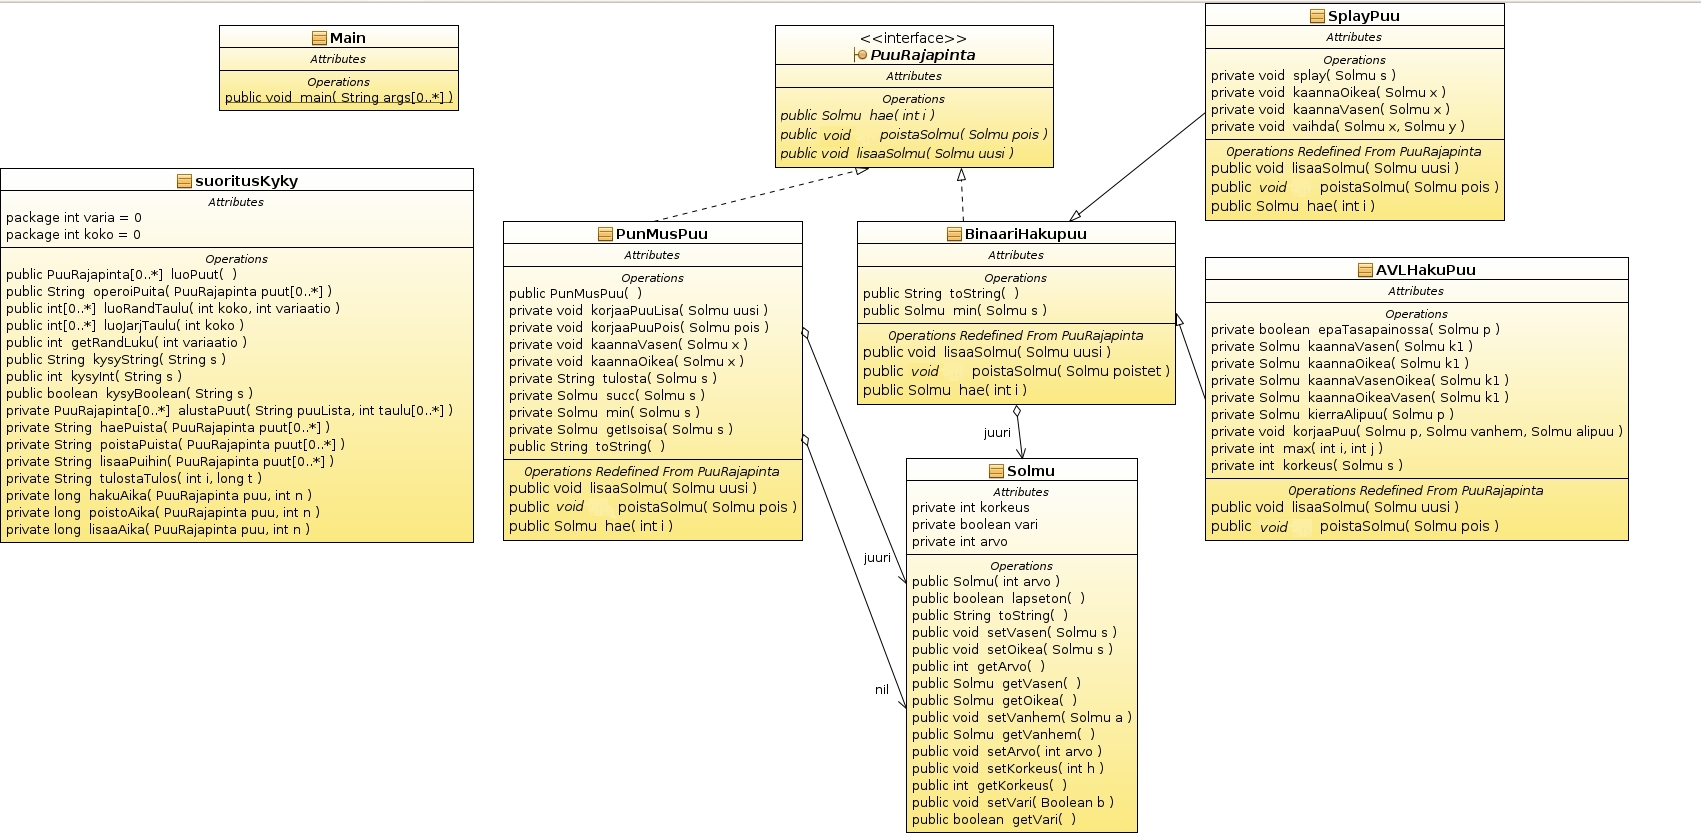 Main
Attributes
Operations
public void main( String args[0..*] )
suoritusKyky
Attributes
package int varia = 0
package int koko = 0
Operations
public PuuRajapinta[0..*] luoPuut( )
public String operoiPuita( PuuRajapinta puut[0..*] )
public int[0..*] luoRandTaulu( int koko, int variaatio )
public int[0..*] luoJarjTaulu( int koko )
public int getRandLuku( int variaatio )
public String kysyString( String s )
public int kysyInt( String s )
public boolean kysyBoolean( String s )
private PuuRajapinta[0..*] alustaPuut( String puuLista, int taulu[0..*] )
private String haePuista( PuuRajapinta puut[0..*] )
private String poistaPuista( PuuRajapinta puut[0..*] )
private String lisaaPuihin( PuuRajapinta puut[0..*] )
private String tulostaTulos( int i, long t )
private long hakuAika( PuuRajapinta puu, int n )
private long poistoAika( PuuRajapinta puu, int n )
private long lisaaAika( PuuRajapinta puu, int n )
<<interface>>
PuuRajapinta
Attributes
Operations
public Solmu hae( int i )
public void poistaSolmu( Solmu pois )
public void lisaaSolmu( Solmu uusi )
PunMusPuu
Attributes
Operations
public PunMusPuu( )
private void korjaaPuuLisa( Solmu uusi )
private void korjaaPuuPois( Solmu pois )
private void kaannaVasen( Solmu x )
private void kaannaOikea( Solmu x )
private String tulosta( Solmu s )
private Solmu succ( Solmu s )
private Solmu min( Solmu s )
private Solmu getIsoisa( Solmu s )
public String toString( )
Operations Redefined From PuuRajapinta
public void lisaaSolmu( Solmu uusi )
public void poistaSolmu( Solmu pois )
public Solmu hae( int i )
BinaariHakupuu
Attributes
Operations
public String toString( )
public Solmu min( Solmu s )
Operations Redefined From PuuRajapinta
public void lisaaSolmu( Solmu uusi )
public void poistaSolmu( Solmu poistet )
public Solmu hae( int i )
juuri
juuri
nil
Solmu
Attributes
private int korkeus
private boolean vari
private int arvo
Operations
public Solmu( int arvo )
public boolean lapseton( )
public String toString( )
public void setVasen( Solmu s )
public void setOikea( Solmu s )
public int getArvo( )
public Solmu getVasen( )
public Solmu getOikea( )
public void setVanhem( Solmu a )
public Solmu getVanhem( )
public void setArvo( int arvo )
public void setKorkeus( int h )
public int getKorkeus( )
public void setVari( Boolean b )
public boolean getVari( )
SplayPuu
Attributes
Operations
private void splay( Solmu s )
private void kaannaOikea( Solmu x )
private void kaannaVasen( Solmu x )
private void vaihda( Solmu x, Solmu y )
Operations Redefined From PuuRajapinta
public void lisaaSolmu( Solmu uusi )
public void poistaSolmu( Solmu pois )
public Solmu hae( int i )
AVLHakuPuu
Attributes
Operations
private boolean epaTasapainossa( Solmu p )
private Solmu kaannaVasen( Solmu k1 )
private Solmu kaannaOikea( Solmu k1 )
private Solmu kaannaVasenOikea( Solmu k1 )
private Solmu kaannaOikeaVasen( Solmu k1 )
private Solmu kierraAlipuu( Solmu p )
private void korjaaPuu( Solmu p, Solmu vanhem, Solmu alipuu )
private int max( int i, int j )
private int korkeus( Solmu s )
Operations Redefined From PuuRajapinta
public void lisaaSolmu( Solmu uusi )
public void poistaSolmu( Solmu pois )